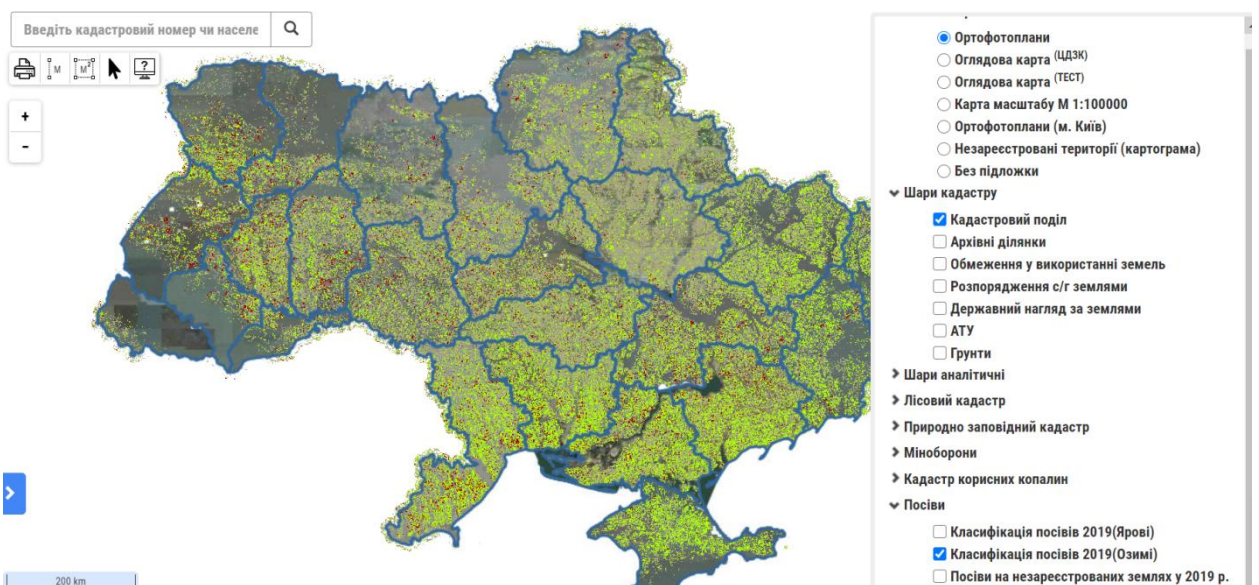 Введіть кадастровий номер чи населе
М
М²
?
+
-
200 km
Ортофотоплани
Оглядова карта (ЦДЗК)
Оглядова карта (ТЕСТ)
Карта масштабу М 1:100000
Ортофотоплани (м. Київ)
Незареєстровані території (картограма)
Без підложки
Шари кадастру
Кадастровий поділ
Архівні ділянки
Обмеження у використанні земель
Розпорядження с/г землями
Державний нагляд за землями
АТУ
Грунти
Шари аналітичні
Лісовий кадастр
Природно заповідний кадастр
Міноборони
Кадастр корисних копалин
Посіви
Класифікація посівів 2019(Ярові)
Класифікація посівів 2019(Озимі)
Посіви на незареєстрованих землях у 2019 р.